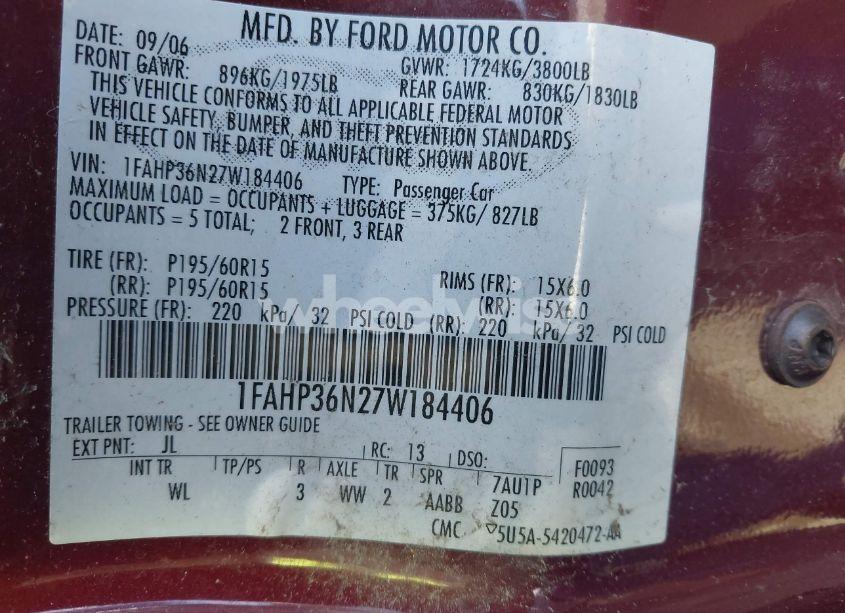 MFD. BY FORD MOTOR CO.
DATE: 09/06 GVWR: 1724KG/3800LB
FRONT GAWR: 896KG/1975LB REAR GAWR: 830KG/1830LB
THIS VEHICLE CONFORMS TO ALL APPLICABLE FEDERAL MOTOR
VEHICLE SAFETY, BUMPER, AND THEFT PREVENTION STANDARDS
IN EFFECT ON THE DATE OF MANUFACTURE SHOWN ABOVE.
VIN: 1FAHP36N27W184406 TYPE: Passenger Car
MAXIMUM LOAD = OCCUPANTS + LUGGAGE = 375KG/ 827LB
OCCUPANTS = 5 TOTAL; 2 FRONT, 3 REAR
TIRE (FR): P195/60R15 RIMS (FR): 15X6.0
(RR): P195/60R15 (RR): 15X6.0
PRESSURE (FR): 220 kPa/ 32 PSI COLD (RR): 220 kPa/ 32 PSI COLD
1FAHP36N27W184406
TRAILER TOWING - SEE OWNER GUIDE
EXT PNT: JL RC: 13 DSO: F0093
INT TR TP/PS R AXLE TR SPR 7AU1P R0042
WL 3 WW 2 AABB Z05
CMC ▽5U5A-5420472-AA